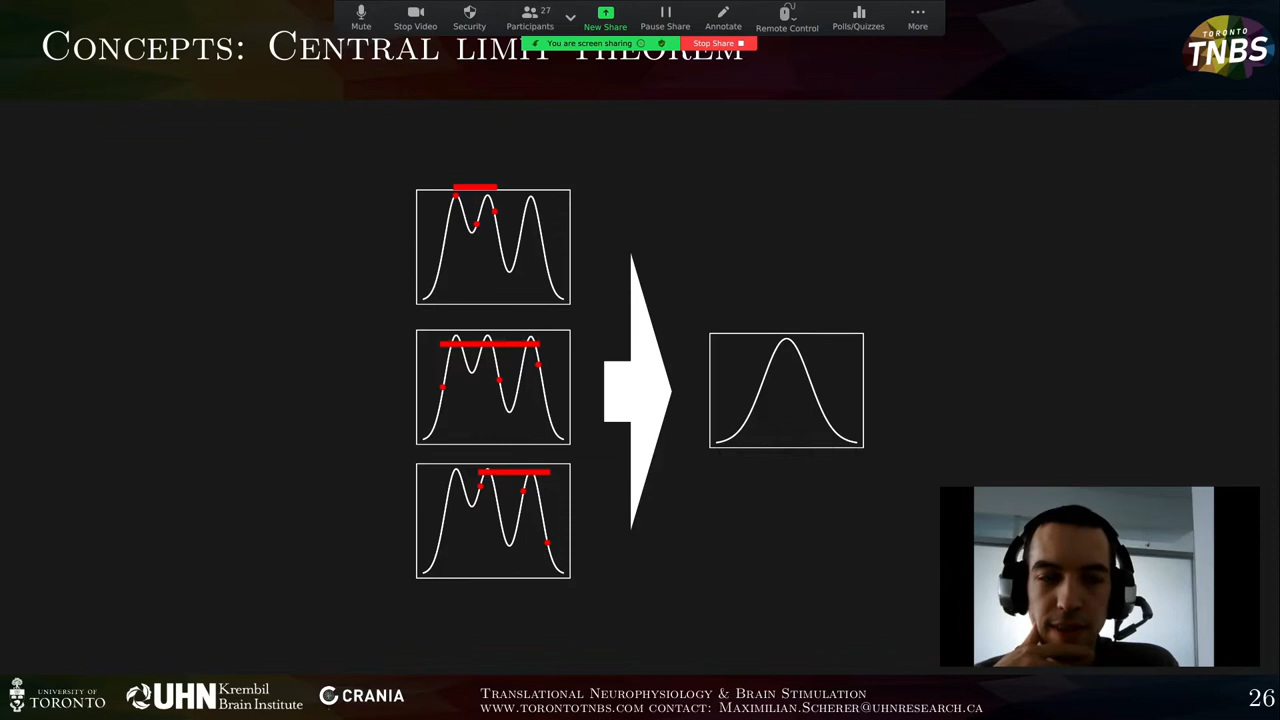 Mute
Stop Video
Security
Participants
27
New Share
Pause Share
Annotate
Remote Control
Polls/Quizzes
More
You are screen sharing
Stop Share
CONCEPTS: CENTRAL LIMIT THEOREM
TORONTO
TNBS
UNIVERSITY OF
TORONTO
UHN
Krembil
Brain Institute
CRANIA
TRANSLATIONAL NEUROPHYSIOLOGY & BRAIN STIMULATION
WWW.TORONTOTNBS.COM CONTACT: MAXIMILIAN.SCHERER@UHNRESEARCH.CA
26